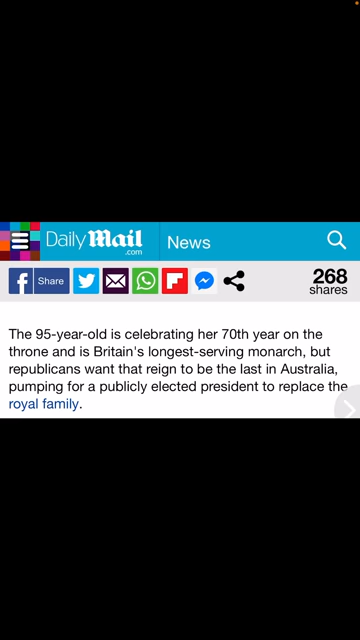 Daily Mail
.com
News
f Share
268
shares
The 95-year-old is celebrating her 70th year on the
throne and is Britain's longest-serving monarch, but
republicans want that reign to be the last in Australia,
pumping for a publicly elected president to replace the
royal family.